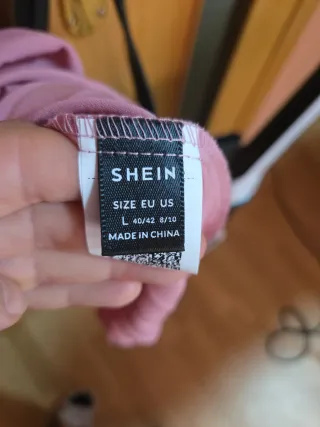 SHEIN
SIZE EU US
L 40/42 8/10
MADE IN CHINA